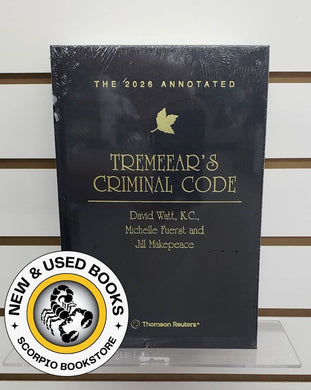 THE 2026 ANNOTATED
TREMEEAR'S
CRIMINAL CODE
David Watt, K.C.,
Michelle Fuerst and
Jill Makepeace
Thomson Reuters™
NEW & USED BOOKS
SCORPIO BOOKSTORE